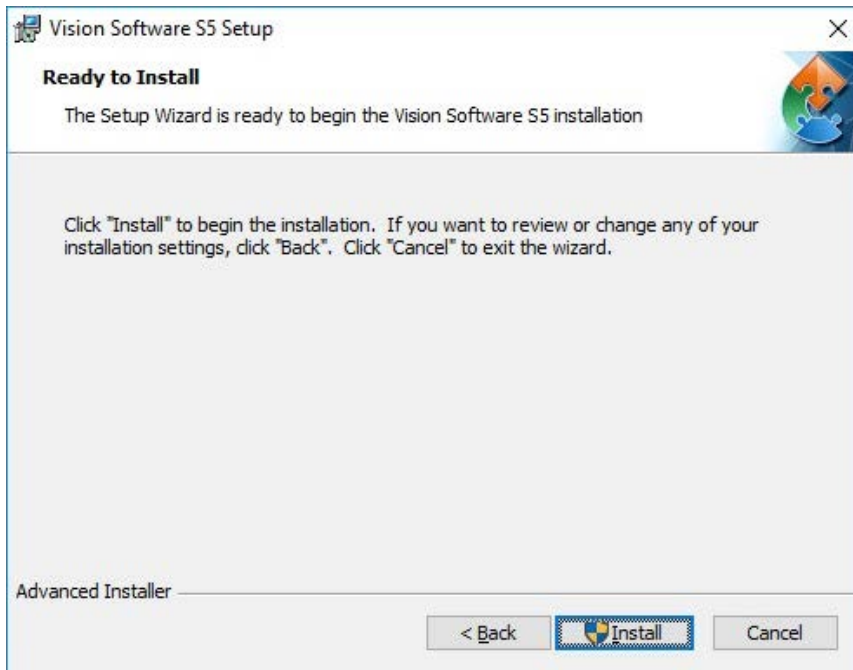 Vision Software S5 Setup
Ready to Install
The Setup Wizard is ready to begin the Vision Software S5 installation
Click "Install" to begin the installation. If you want to review or change any of your
installation settings, click "Back". Click "Cancel" to exit the wizard.
Advanced Installer
< Back Install Cancel